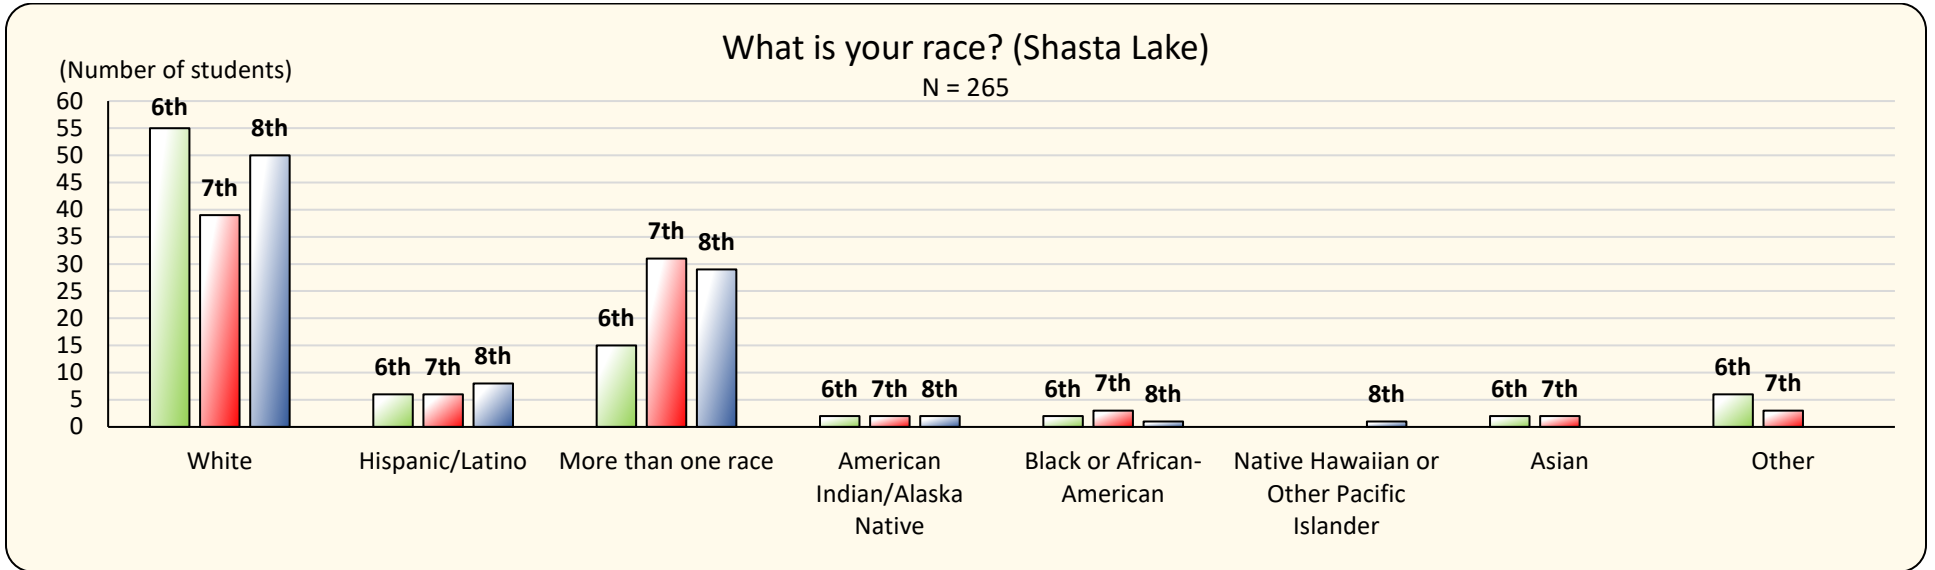 What is your race? (Shasta Lake)
N = 265
(Number of students)
60
55
50
45
40
35
30
25
20
15
10
5
0
6th
7th
8th
6th
7th
8th
6th
7th
8th
6th
7th
8th
6th
7th
8th
8th
6th
7th
6th
7th
White
Hispanic/Latino
More than one race
American
Indian/Alaska
Native
Black or African-
American
Native Hawaiian or
Other Pacific
Islander
Asian
Other